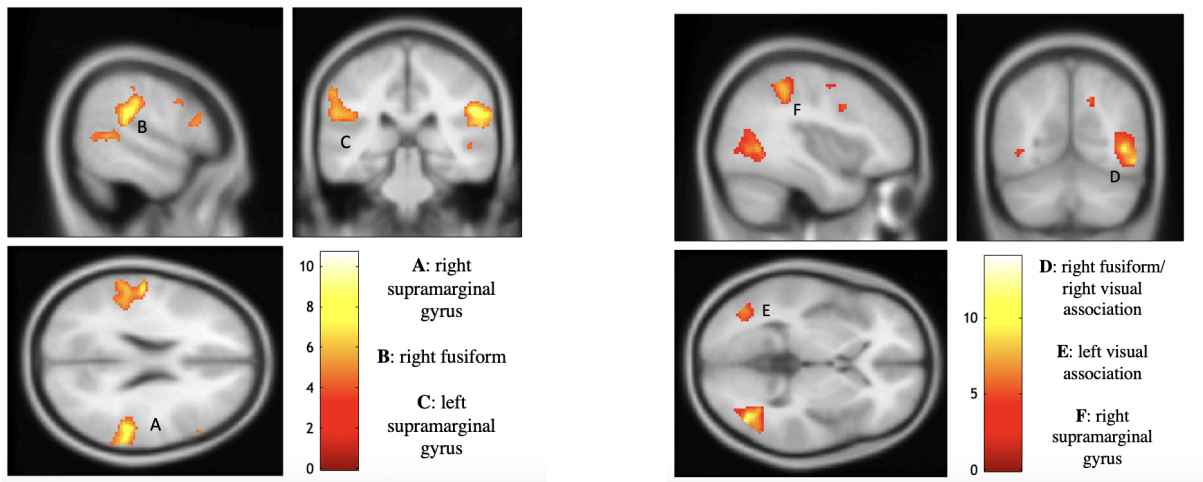 B
C
A
10
8
6
4
2
0
A: right
supramarginal
gyrus
B: right fusiform
C: left
supramarginal
gyrus
F
D
E
10
5
0
D: right fusiform/
right visual
association
E: left visual
association
F: right
supramarginal
gyrus